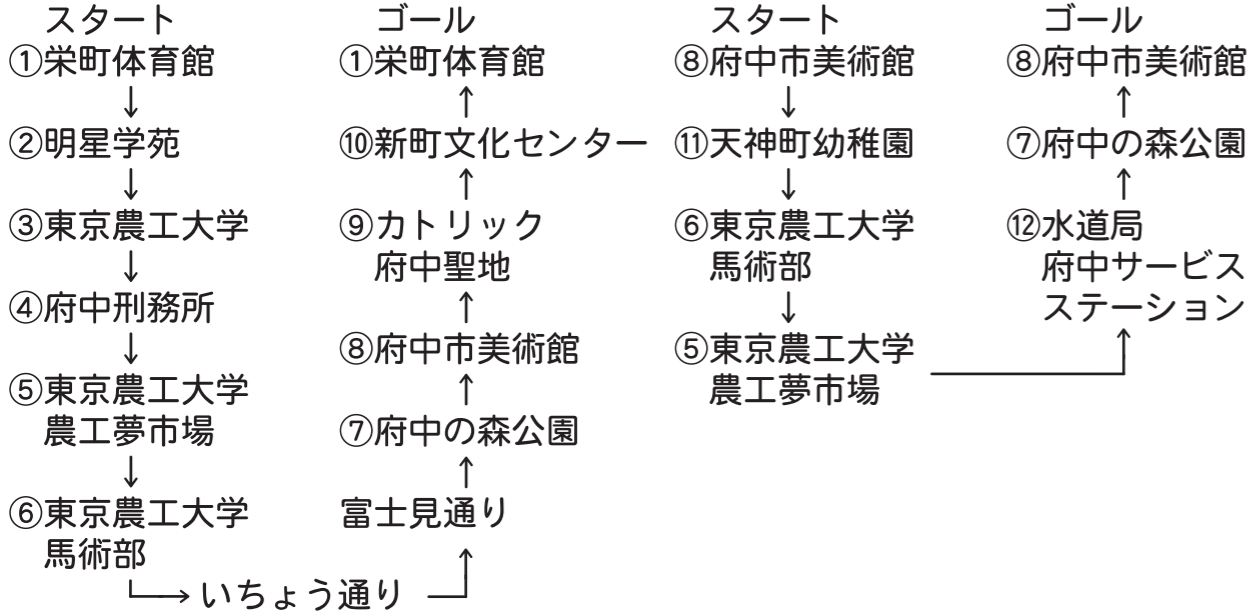 スタート
①栄町体育館
↓
②明星学苑
↓
③東京農工大学
↓
④府中刑務所
↓
⑤東京農工大学
農工夢市場
↓
⑥東京農工大学
馬術部
→いちょう通り
ゴール
①栄町体育館
↑
⑩新町文化センター
↑
⑨カトリック
府中聖地
↑
⑧府中市美術館
↑
⑦府中の森公園
↑
富士見通り
↑
スタート
⑧府中市美術館
↓
⑪天神町幼稚園
↓
⑥東京農工大学
馬術部
↓
⑤東京農工大学
農工夢市場
ゴール
⑧府中市美術館
↑
⑦府中の森公園
↑
⑫水道局
府中サービス
ステーション
↑